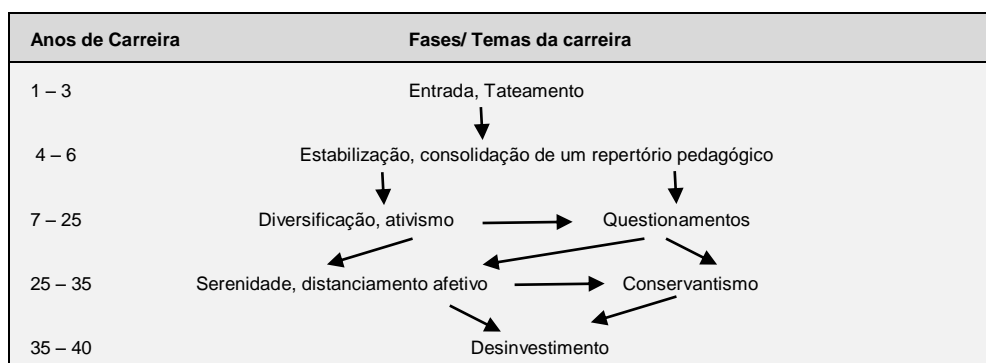 Anos de Carreira Fases/ Temas da carreira
1 – 3 Entrada, Tateamento
4 – 6 Estabilização, consolidação de um repertório pedagógico
7 – 25 Diversificação, ativismo Questionamentos
25 – 35 Serenidade, distanciamento afetivo Conservantismo
35 – 40 Desinvestimento